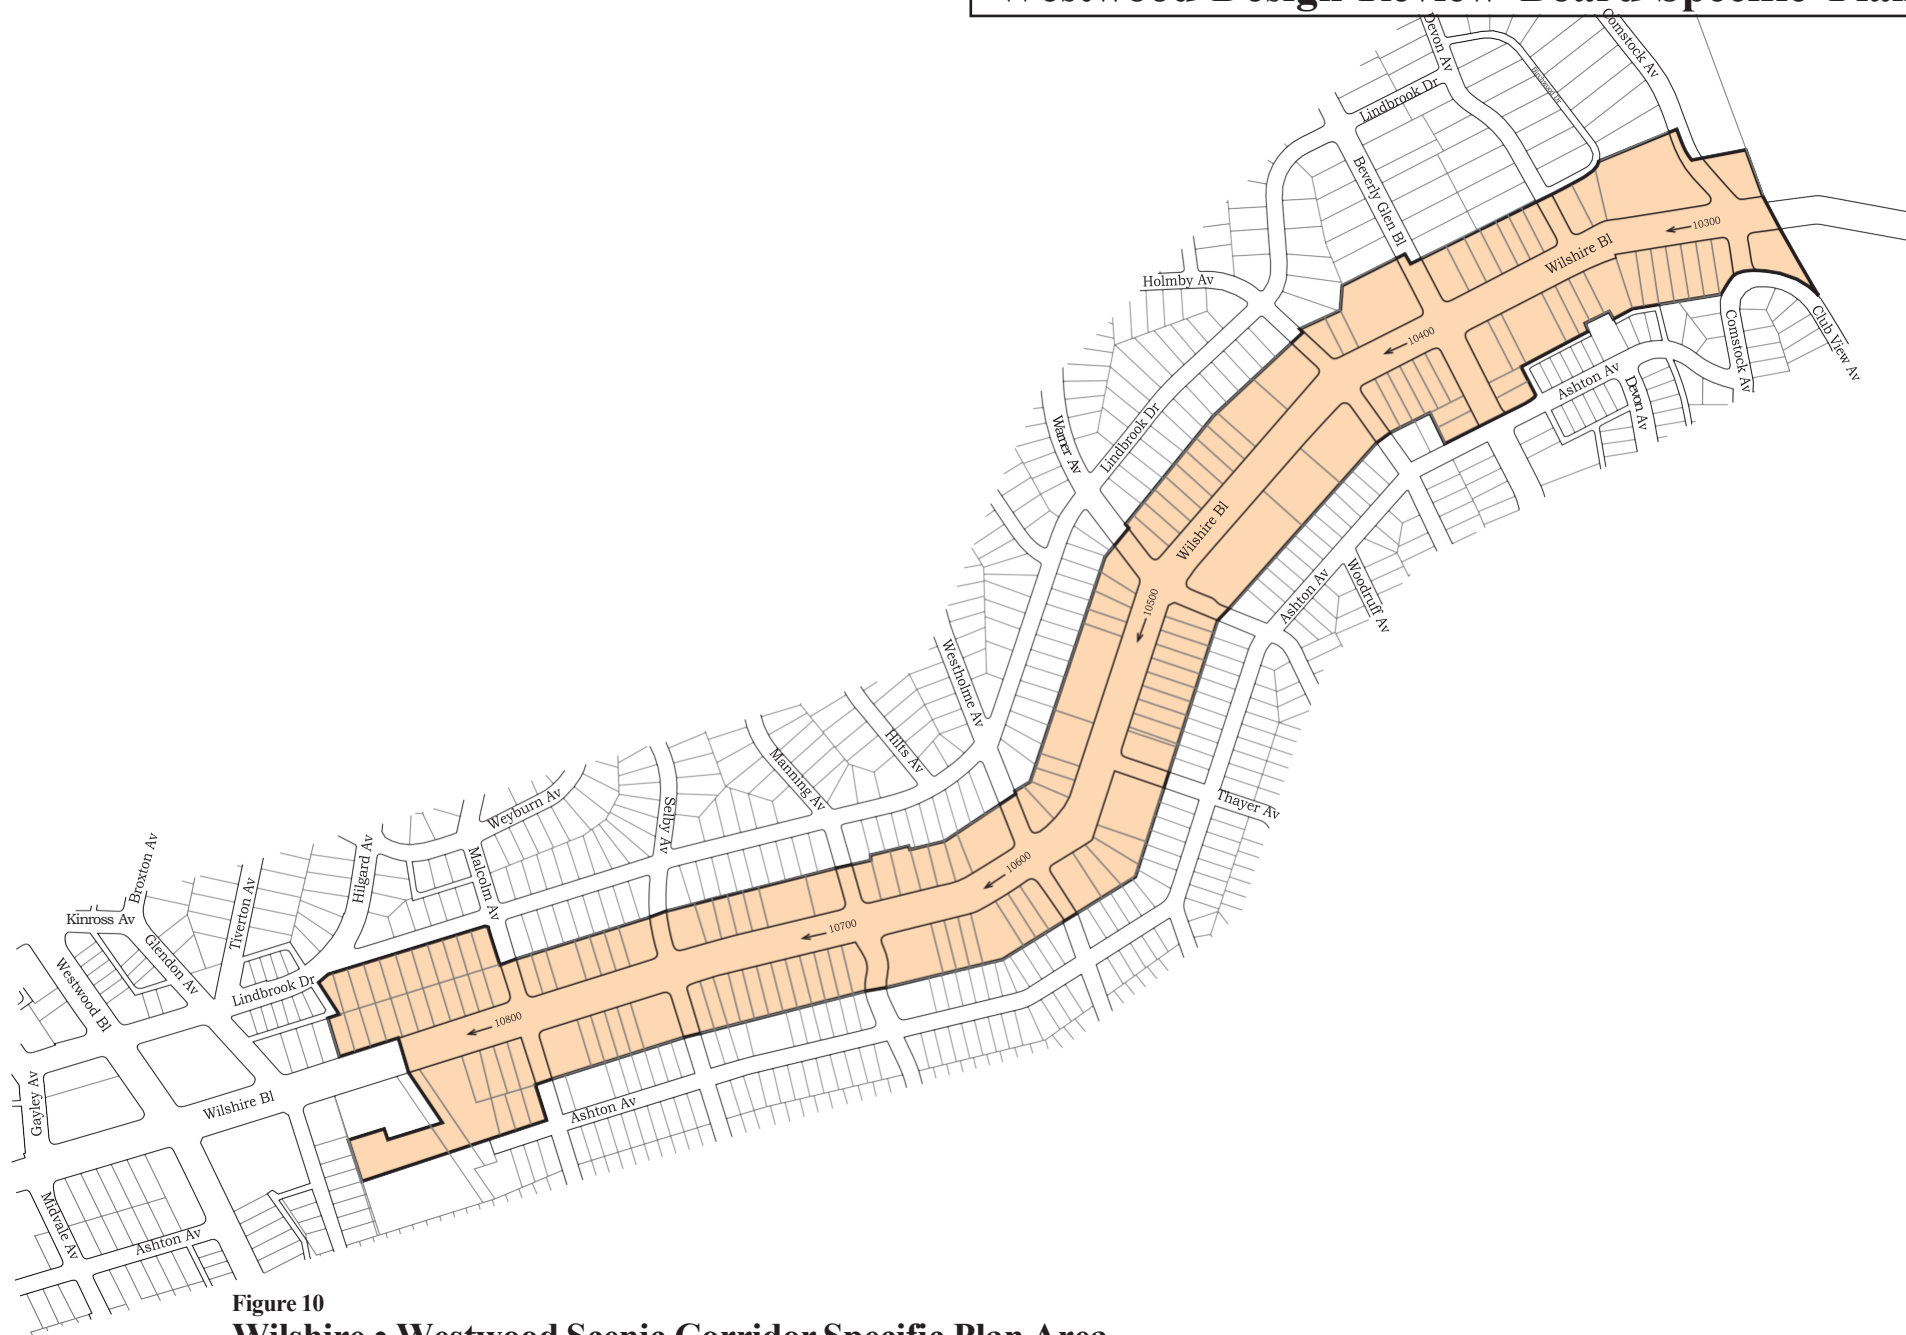 Westwood Design Review Board Specific Plan
Devon Av
Comstock Av
Birchwood Dr
Lindbrook Dr
Beverly Glen Bl
10300
Wilshire Bl
Holmby Av
10400
Comstock Av
Club View Av
Ashton Av
Devon Av
Warner Av
Lindbrook Dr
Wilshire Bl
10500
Ashton Av
Woodruff Av
Westholme Av
Hilts Av
Manning Av
Thayer Av
Weyburn Av
Selby Av
Malcolm Av
Hilgard Av
Broxton Av
10600
Kinross Av
Tiverton Av
Glendon Av
10700
Westwood Bl
Lindbrook Dr
10800
Gayley Av
Wilshire Bl
Ashton Av
Midvale Av
Ashton Av
Figure 10
Wilshire • Westwood Scenic Corridor Specific Plan Area